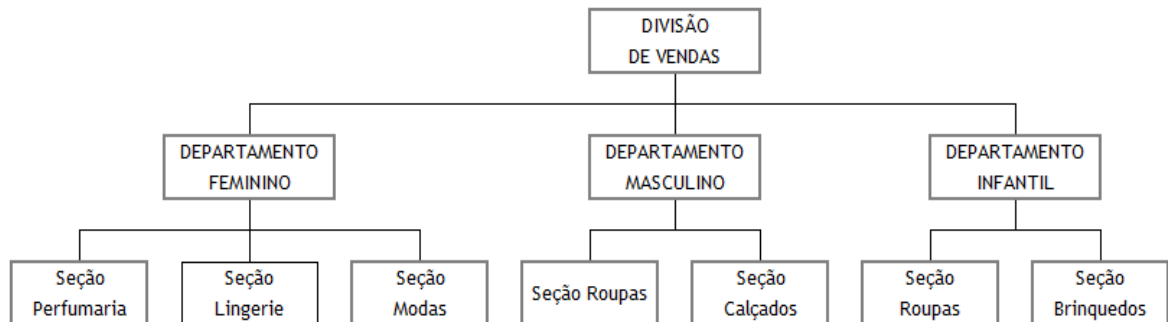 DIVISÃO
DE VENDAS
DEPARTAMENTO
FEMININO
DEPARTAMENTO
MASCULINO
DEPARTAMENTO
INFANTIL
Seção
Perfumaria
Seção
Lingerie
Seção
Modas
Seção Roupas
Seção
Calçados
Seção
Roupas
Seção
Brinquedos